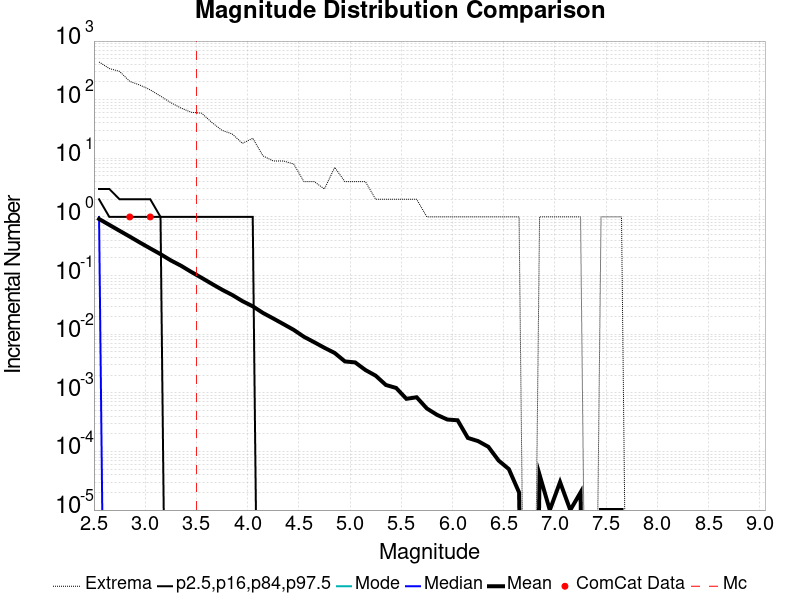 Magnitude Distribution Comparison
10^3
10^2
10^1
10^0
10^-1
10^-2
10^-3
10^-4
10^-5
Incremental Number
2.5 3.0 3.5 4.0 4.5 5.0 5.5 6.0 6.5 7.0 7.5 8.0 8.5 9.0
Magnitude
Extrema p2.5,p16,p84,p97.5 Mode Median Mean ComCat Data Mc